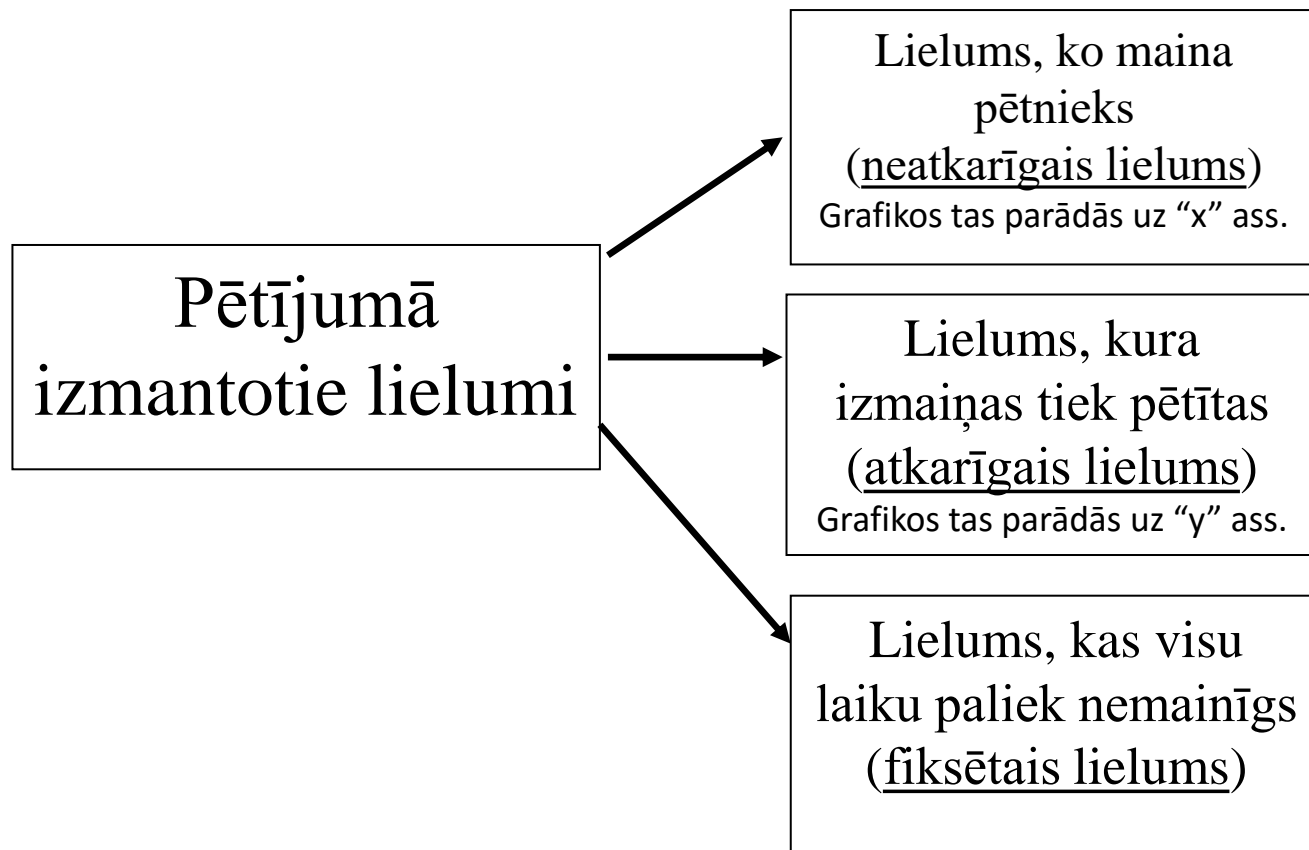 Pētījumā
izmantotie lielumi
Lielums, ko maina
pētnieks
(neatkarīgais lielums)
Grafikos tas parādās uz “x” ass.
Lielums, kura
izmaiņas tiek pētītas
(atkarīgais lielums)
Grafikos tas parādās uz “y” ass.
Lielums, kas visu
laiku paliek nemainīgs
(fiksētais lielums)